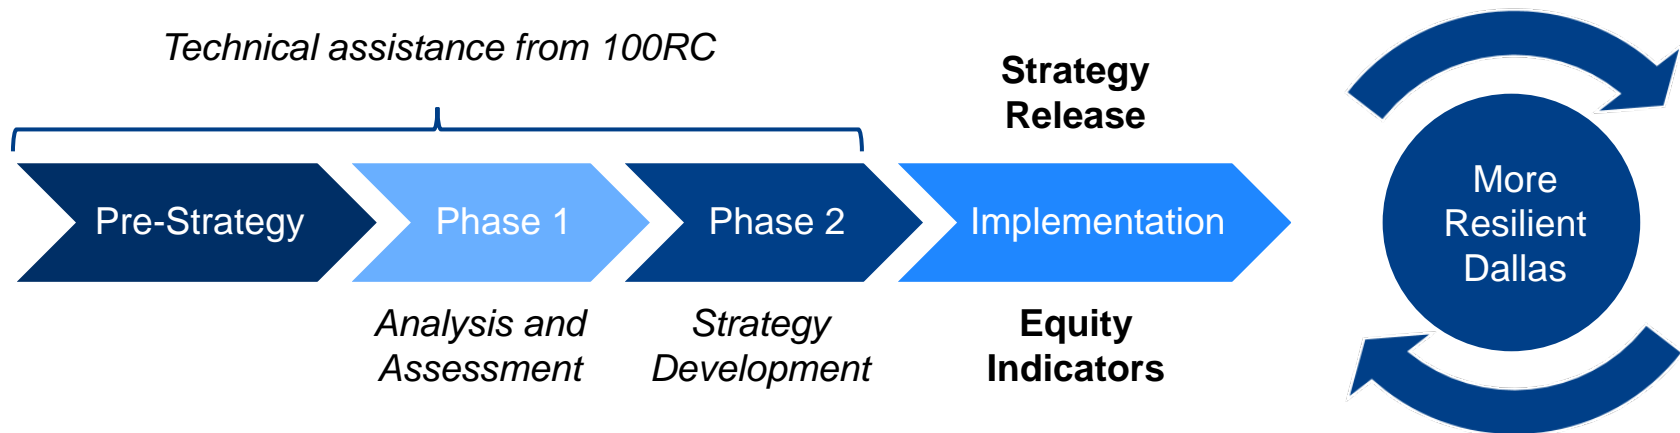 Technical assistance from 100RC
Strategy
Release
Pre-Strategy
Phase 1
Phase 2
Implementation
Analysis and
Assessment
Strategy
Development
Equity
Indicators
More
Resilient
Dallas